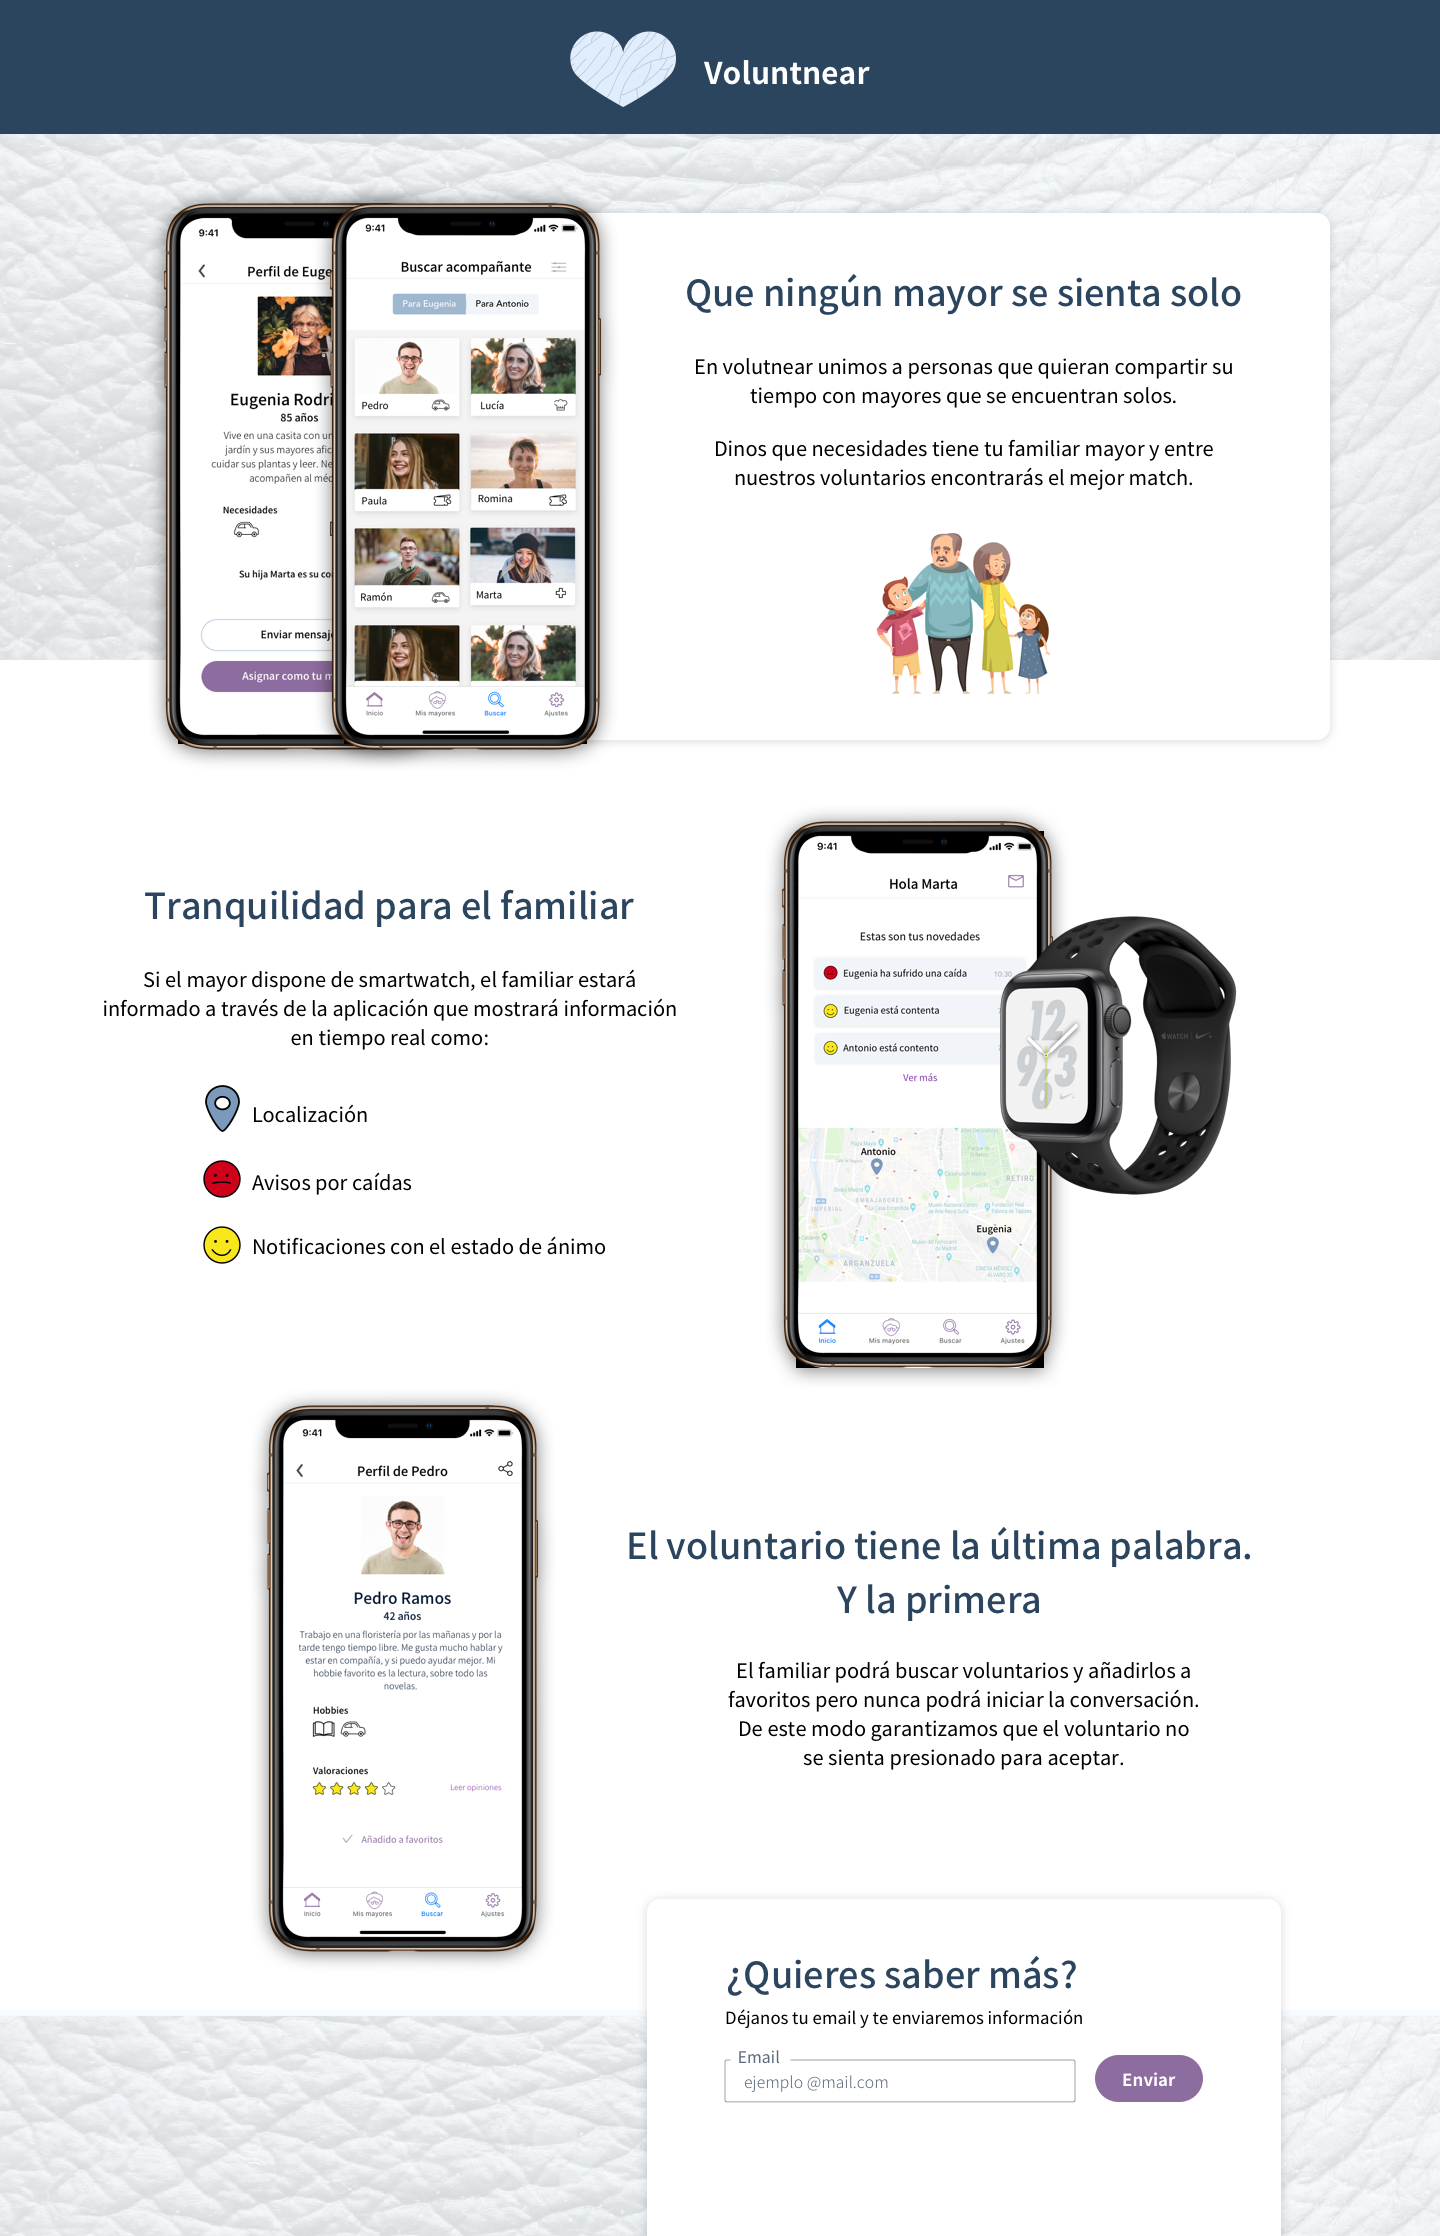 Voluntnear
9:41
Perfil de Euge
Eugenia Rodri
85 años
Vive en una casita con un
jardín y sus mayores afic
cuidar sus plantas y leer. Ne
acompañen al méd
Necesidades
Su hija Marta es su co
Enviar mensaj
Asignar como tu m
9:41
Buscar acompañante
Para Eugenia
Para Antonio
Pedro
Lucía
Paula
Romina
Ramón
Marta
Inicio
Mis mayores
Buscar
Ajustes
Que ningún mayor se sienta solo
En volutnear unimos a personas que quieran compartir su
tiempo con mayores que se encuentran solos.
Dinos que necesidades tiene tu familiar mayor y entre
nuestros voluntarios encontrarás el mejor match.
Tranquilidad para el familiar
Si el mayor dispone de smartwatch, el familiar estará
informado a través de la aplicación que mostrará información
en tiempo real como:
Localización
Avisos por caídas
Notificaciones con el estado de ánimo
9:41
Hola Marta
Estas son tus novedades
Eugenia ha sufrido una caída
10:30
Eugenia está contenta
Antonio está contento
Ver más
Antonio
RETIRO
EMBAJADORES
IMPERIAL
Eugenia
ARGANZUELA
Inicio
Mis mayores
Buscar
Ajustes
12
9 3
6
WATCH
9:41
Perfil de Pedro
Pedro Ramos
42 años
Trabajo en una floristería por las mañanas y por la
tarde tengo tiempo libre. Me gusta mucho hablar y
estar en compañía, y si puedo ayudar mejor. Mi
hobbie favorito es la lectura, sobre todo las
novelas.
Hobbies
Valoraciones
Leer opiniones
Añadido a favoritos
Inicio
Mis mayores
Buscar
Ajustes
El voluntario tiene la última palabra.
Y la primera
El familiar podrá buscar voluntarios y añadirlos a
favoritos pero nunca podrá iniciar la conversación.
De este modo garantizamos que el voluntario no
se sienta presionado para aceptar.
¿Quieres saber más?
Déjanos tu email y te enviaremos información
Email
ejemplo @mail.com
Enviar